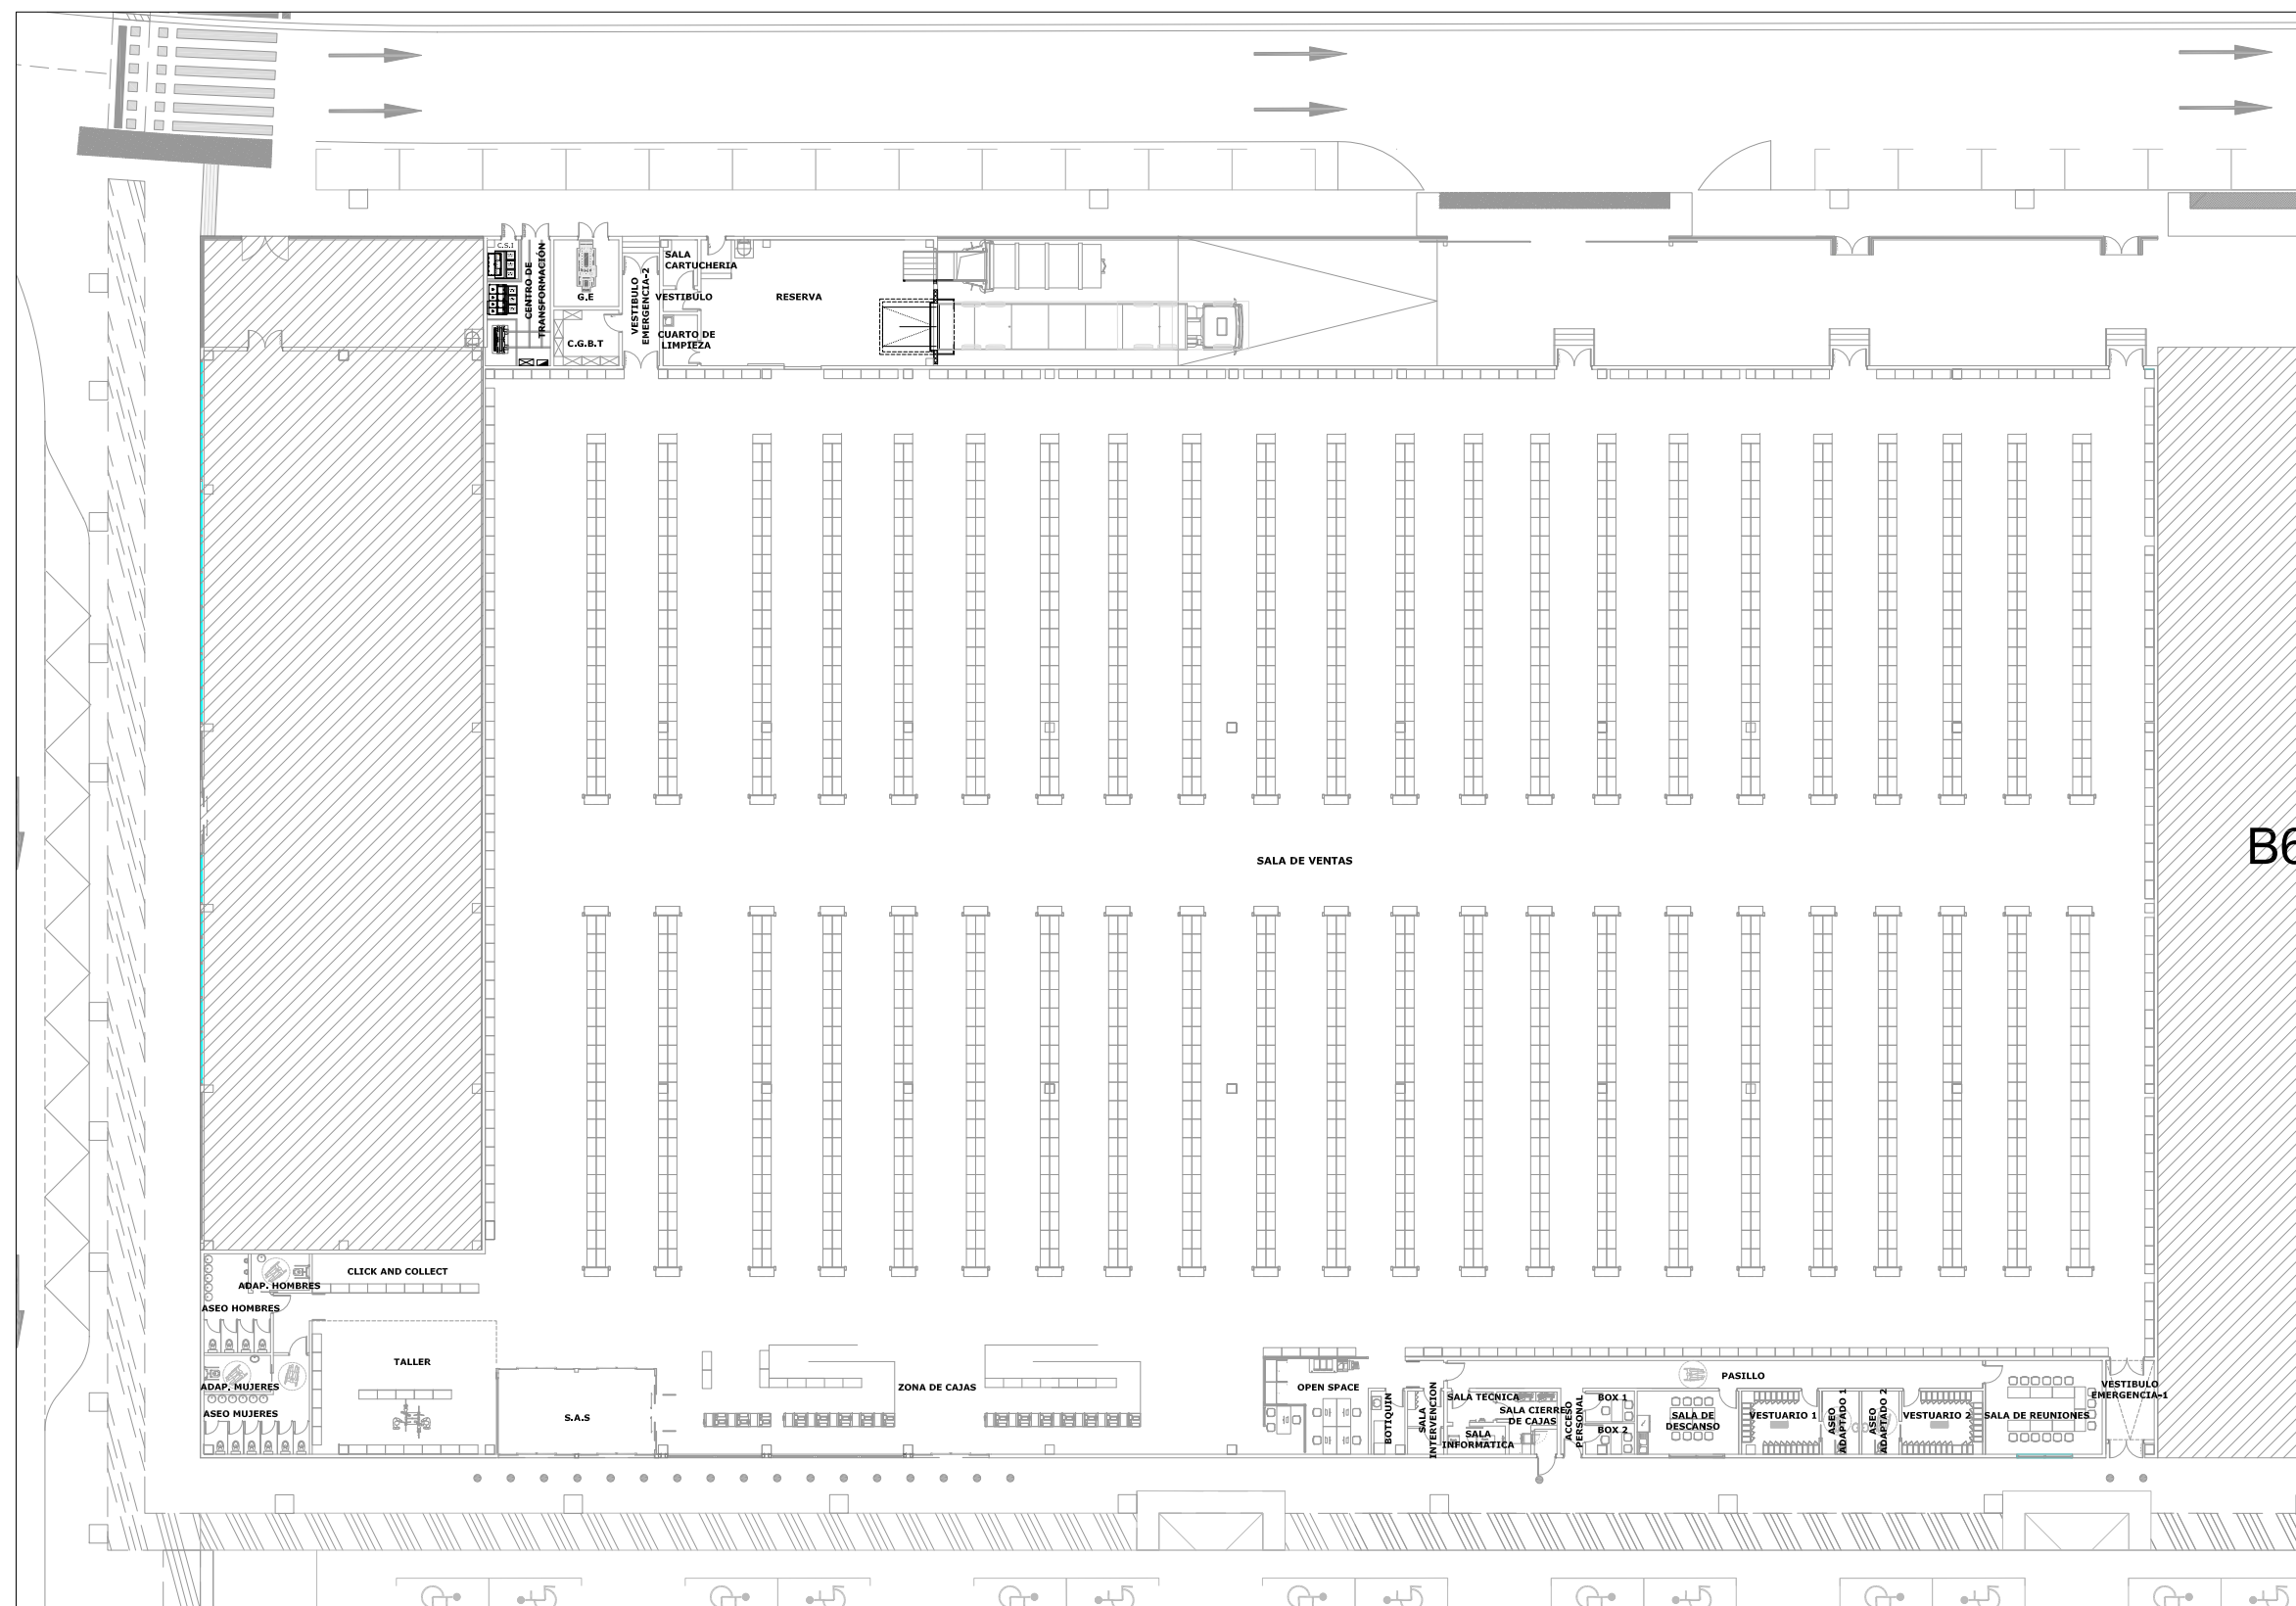 C.S.I
CENTRO DE
TRANSFORMACIÓN
G.E
C.G.B.T
VESTIBULO
EMERGENCIA-2
SALA
CARTUCHERIA
VESTIBULO
CUARTO DE
LIMPIEZA
RESERVA
SALA DE VENTAS
B6
CLICK AND COLLECT
ADAP. HOMBRES
ASEO HOMBRES
TALLER
ADAP. MUJERES
ASEO MUJERES
S.A.S
ZONA DE CAJAS
OPEN SPACE
BOTIQUIN
SALA
INTERVENCION
SALA TECNICA
SALA CIERRE
DE CAJAS
SALA
INFORMATICA
ACCESO
PERSONAL
BOX 1
BOX 2
PASILLO
SALA DE
DESCANSO
VESTUARIO 1
ASEO
ADAPTADO 1
ASEO
ADAPTADO 2
VESTUARIO 2
SALA DE REUNIONES
VESTIBULO
EMERGENCIA-1